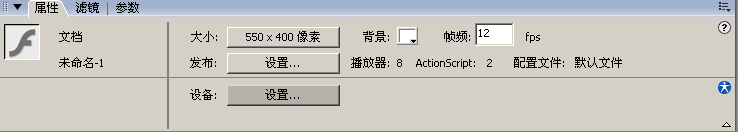 属性 滤镜 参数
文档 大小: 550 x 400 像素 背景: 帧频: 12 fps
未命名-1 发布: 设置... 播放器: 8 ActionScript: 2 配置文件: 默认文件
设备: 设置...